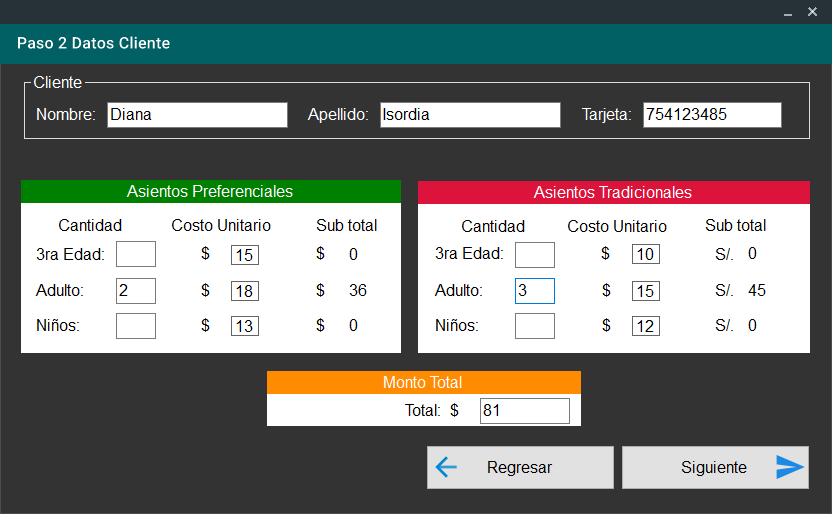 Paso 2 Datos Cliente
Cliente
Nombre: Diana Apellido: Isordia Tarjeta: 754123485
Asientos Preferenciales
Cantidad Costo Unitario Sub total
3ra Edad: $ 15 $ 0
Adulto: 2 $ 18 $ 36
Niños: $ 13 $ 0
Asientos Tradicionales
Cantidad Costo Unitario Sub total
3ra Edad: $ 10 S/. 0
Adulto: 3 $ 15 S/. 45
Niños: $ 12 S/. 0
Monto Total
Total: $ 81
Regresar Siguiente